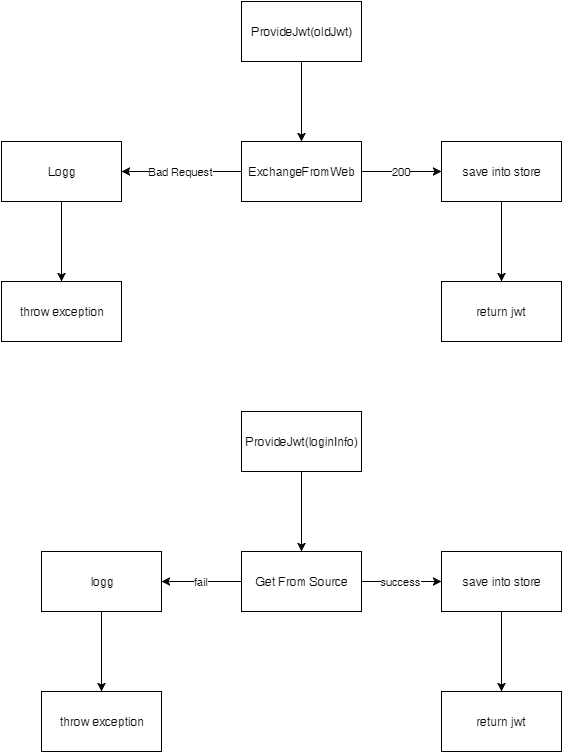 ProvideJwt(oldJwt)
Logg
Bad Request
ExchangeFromWeb
200
save into store
throw exception
return jwt
ProvideJwt(loginInfo)
logg
fail
Get From Source
success
save into store
throw exception
return jwt